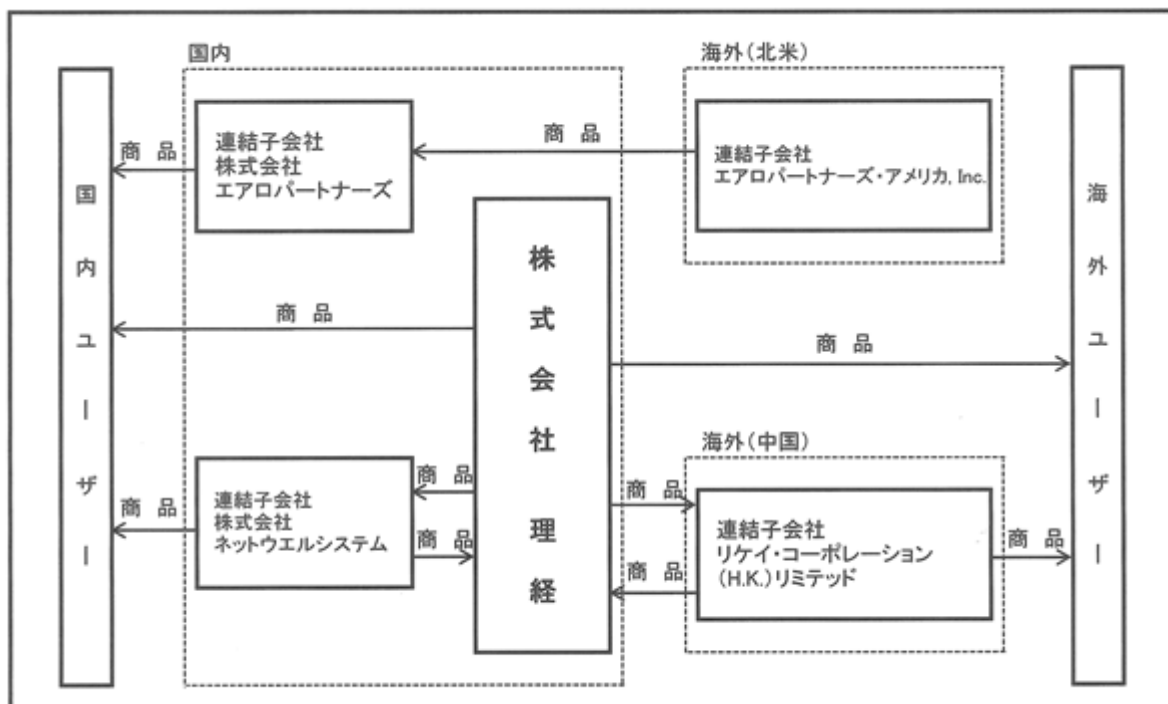 国内
海外(北米)
連結子会社
株式会社
エアロパートナーズ
商品
商品
連結子会社
エアロパートナーズ・アメリカ, Inc.
国内ユーザー
株式会社 理経
海外ユーザー
商品
商品
海外(中国)
連結子会社
株式会社
ネットウエルシステム
商品
商品
商品
商品
商品
連結子会社
リケイ・コーポレーション
(H.K.)リミテッド
商品